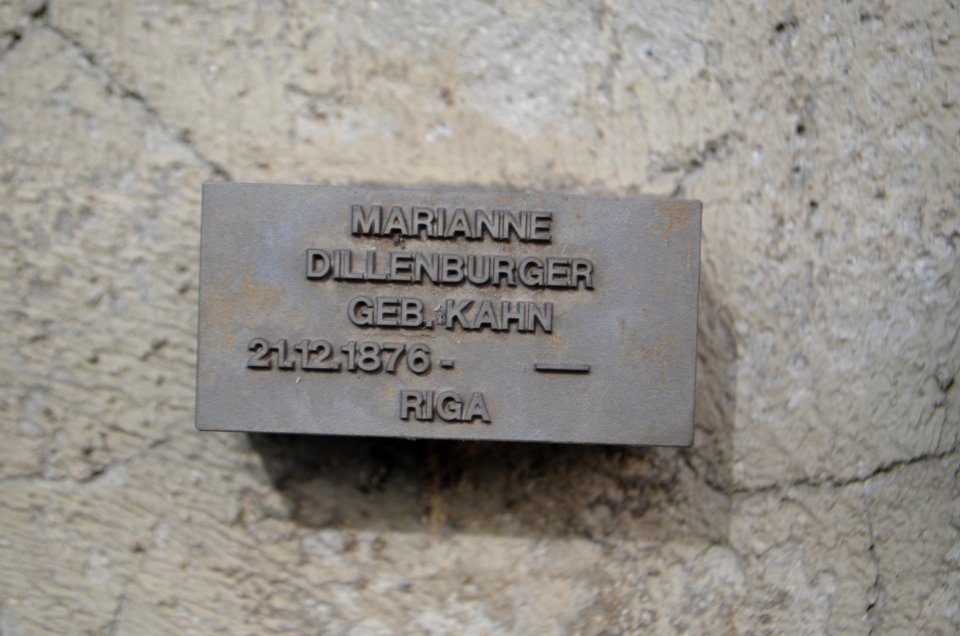 MARIANNE
DILLENBURGER
GEB. KAHN
21.12.1876 - —
RIGA